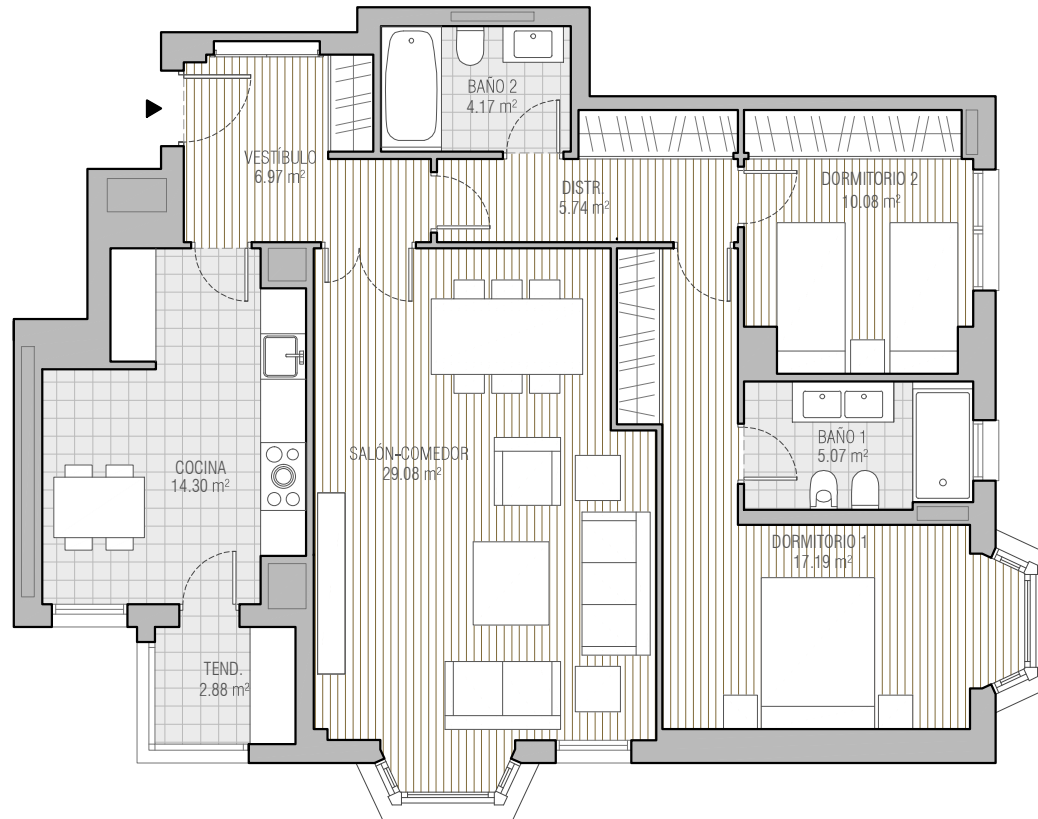 BAÑO 2
4.17 m²
VESTÍBULO
6.97 m²
DISTR.
5.74 m²
DORMITORIO 2
10.08 m²
SALÓN-COMEDOR
29.08 m²
COCINA
14.30 m²
BAÑO 1
5.07 m²
DORMITORIO 1
17.19 m²
TEND.
2.88 m²